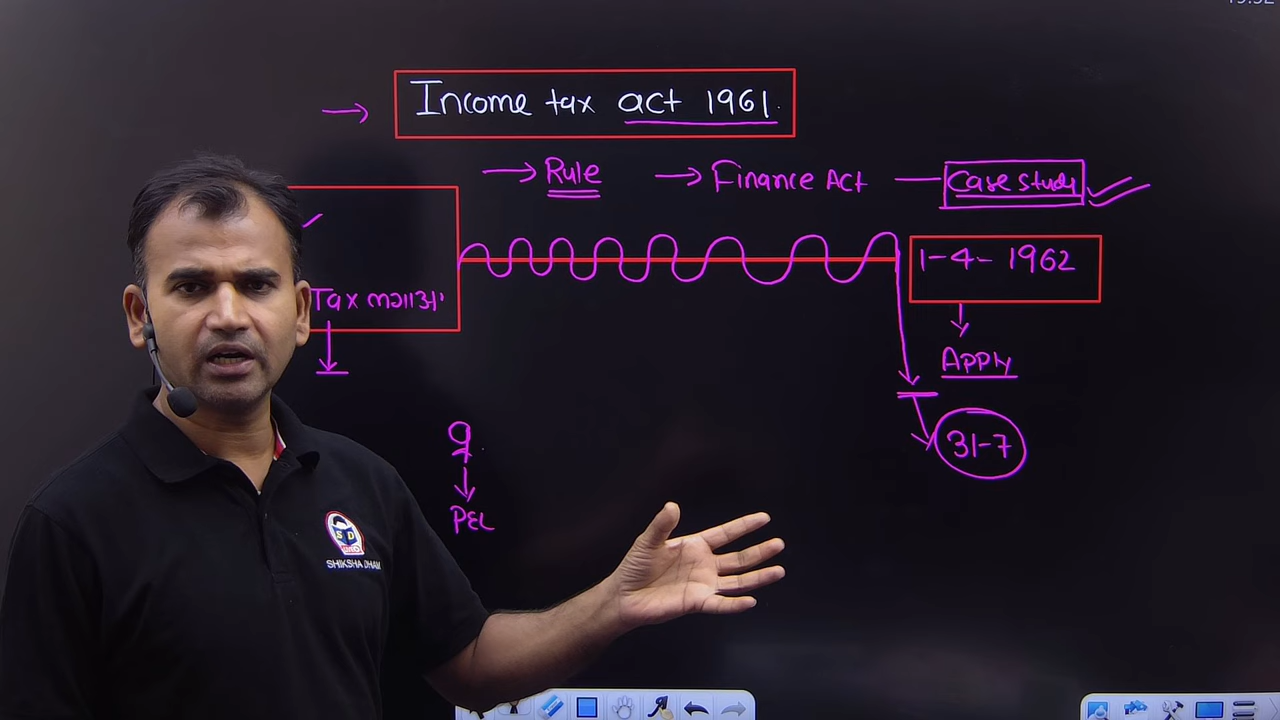 Income tax act 1961.
Rule
Finance Act
Case study
1-4- 1962
Tax
APPly
31-7
9
PEL
SD
SHIKSHA DHAM